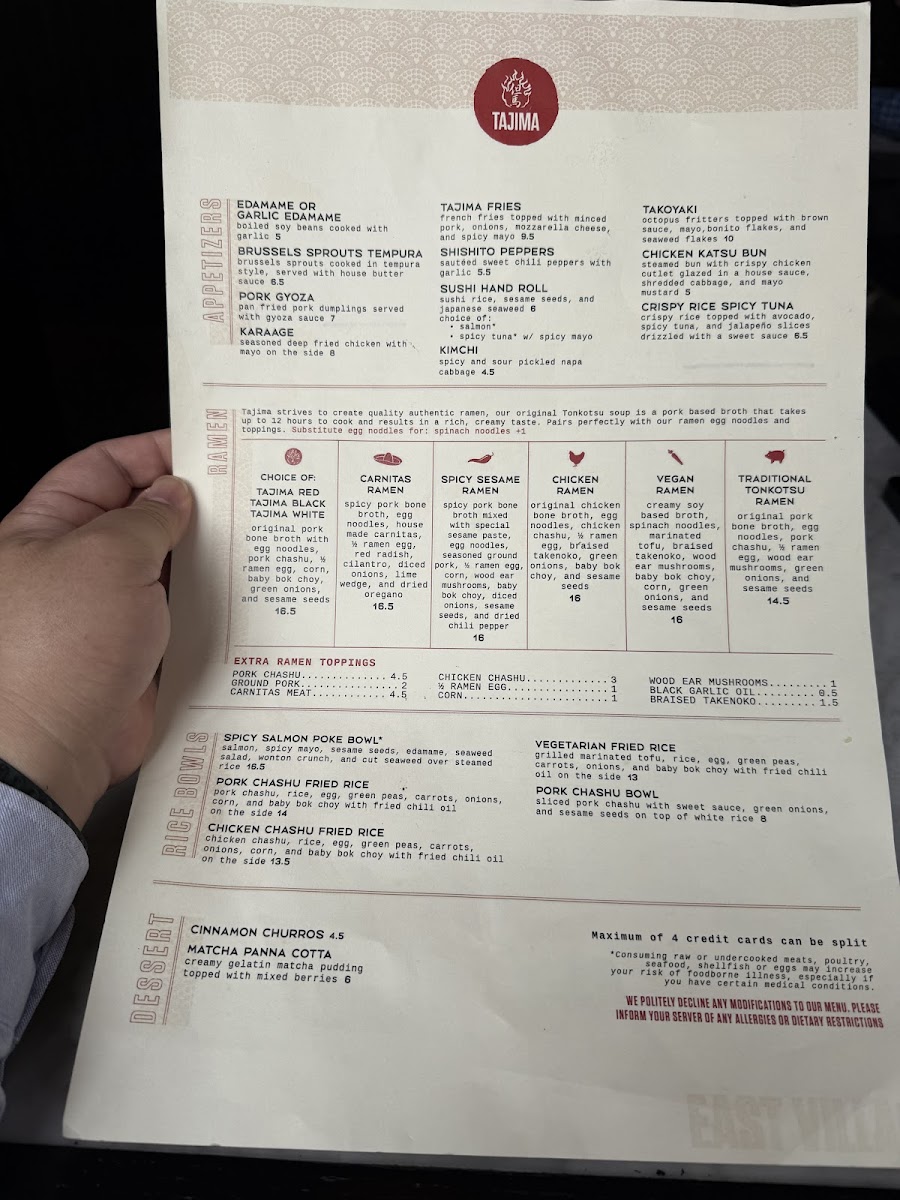 TAJIMA
APPETIZERS
EDAMAME OR
GARLIC EDAMAME
boiled soy beans cooked with
garlic 5
BRUSSELS SPROUTS TEMPURA
brussels sprouts cooked in tempura
style, served with house butter
sauce 6.5
PORK GYOZA
pan fried pork dumplings served
with gyoza sauce 7
KARAAGE
seasoned deep fried chicken with
mayo on the side 8
TAJIMA FRIES
french fries topped with minced
pork, onions, mozzarella cheese,
and spicy mayo 9.5
SHISHITO PEPPERS
sautéed sweet chili peppers with
garlic 5.5
SUSHI HAND ROLL
sushi rice, sesame seeds, and
japanese seaweed 6
choice of:
• salmon*
• spicy tuna* w/ spicy mayo
KIMCHI
spicy and sour pickled napa
cabbage 4.5
TAKOYAKI
octopus fritters topped with brown
sauce, mayo,bonito flakes, and
seaweed flakes 10
CHICKEN KATSU BUN
steamed bun with crispy chicken
cutlet glazed in a house sauce,
shredded cabbage, and mayo
mustard 5
CRISPY RICE SPICY TUNA
crispy rice topped with avocado,
spicy tuna, and jalapeño slices
drizzled with a sweet sauce 6.5
RAMEN
Tajima strives to create quality authentic ramen, our original Tonkotsu soup is a pork based broth that takes
up to 12 hours to cook and results in a rich, creamy taste. Pairs perfectly with our ramen egg noodles and
toppings. Substitute egg noddles for: spinach noodles +1
CHOICE OF:
TAJIMA RED
TAJIMA BLACK
TAJIMA WHITE
original pork
bone broth with
egg noodles,
pork chashu, ½
ramen egg, corn,
baby bok choy,
green onions,
and sesame seeds
16.5
CARNITAS
RAMEN
spicy pork bone
broth, egg
noodles, house
made carnitas,
½ ramen egg,
red radish,
cilantro, diced
onions, lime
wedge, and dried
oregano
16.5
SPICY SESAME
RAMEN
spicy pork bone
broth mixed
with special
sesame paste,
egg noodles,
seasoned ground
pork, ½ ramen egg,
corn, wood ear
mushrooms, baby
bok choy, diced
onions, sesame
seeds, and dried
chili pepper
16
CHICKEN
RAMEN
original chicken
bone broth, egg
noodles, chicken
chashu, ½ ramen
egg, braised
takenoko, green
onions, baby bok
choy, and sesame
seeds
16
VEGAN
RAMEN
creamy soy
based broth,
spinach noodles,
marinated
tofu, braised
takenoko, wood
ear mushrooms,
baby bok choy,
corn, green
onions, and
sesame seeds
16
TRADITIONAL
TONKOTSU
RAMEN
original pork
bone broth, egg
noodles, pork
chashu, ½ ramen
egg, wood ear
mushrooms, green
onions, and
sesame seeds
14.5
EXTRA RAMEN TOPPINGS
PORK CHASHU..............4.5
GROUND PORK................2
CARNITAS MEAT.............4.5
CHICKEN CHASHU............3
½ RAMEN EGG...............1
CORN......................1
WOOD EAR MUSHROOMS.........1
BLACK GARLIC OIL.........0.5
BRAISED TAKENOKO.........1.5
RICE BOWLS
SPICY SALMON POKE BOWL*
salmon, spicy mayo, sesame seeds, edamame, seaweed
salad, wonton crunch, and cut seaweed over steamed
rice 16.5
PORK CHASHU FRIED RICE
pork chashu, rice, egg, green peas, carrots, onions,
corn, and baby bok choy with fried chili oil
on the side 14
CHICKEN CHASHU FRIED RICE
chicken chashu, rice, egg, green peas, carrots,
onions, corn, and baby bok choy with fried chili oil
on the side 13.5
VEGETARIAN FRIED RICE
grilled marinated tofu, rice, egg, green peas,
carrots, onions, and baby bok choy with fried chili
oil on the side 13
PORK CHASHU BOWL
sliced pork chashu with sweet sauce, green onions,
and sesame seeds on top of white rice 8
DESSERT
CINNAMON CHURROS 4.5
MATCHA PANNA COTTA
creamy gelatin matcha pudding
topped with mixed berries 6
Maximum of 4 credit cards can be split
*Consuming raw or undercooked meats, poultry,
seafood, shellfish or eggs may increase
your risk of foodborne illness, especially if
you have certain medical conditions.
WE POLITELY DECLINE ANY MODIFICATIONS TO OUR MENU. PLEASE
INFORM YOUR SERVER OF ANY ALLERGIES OR DIETARY RESTRICTIONS
EAST VILLA